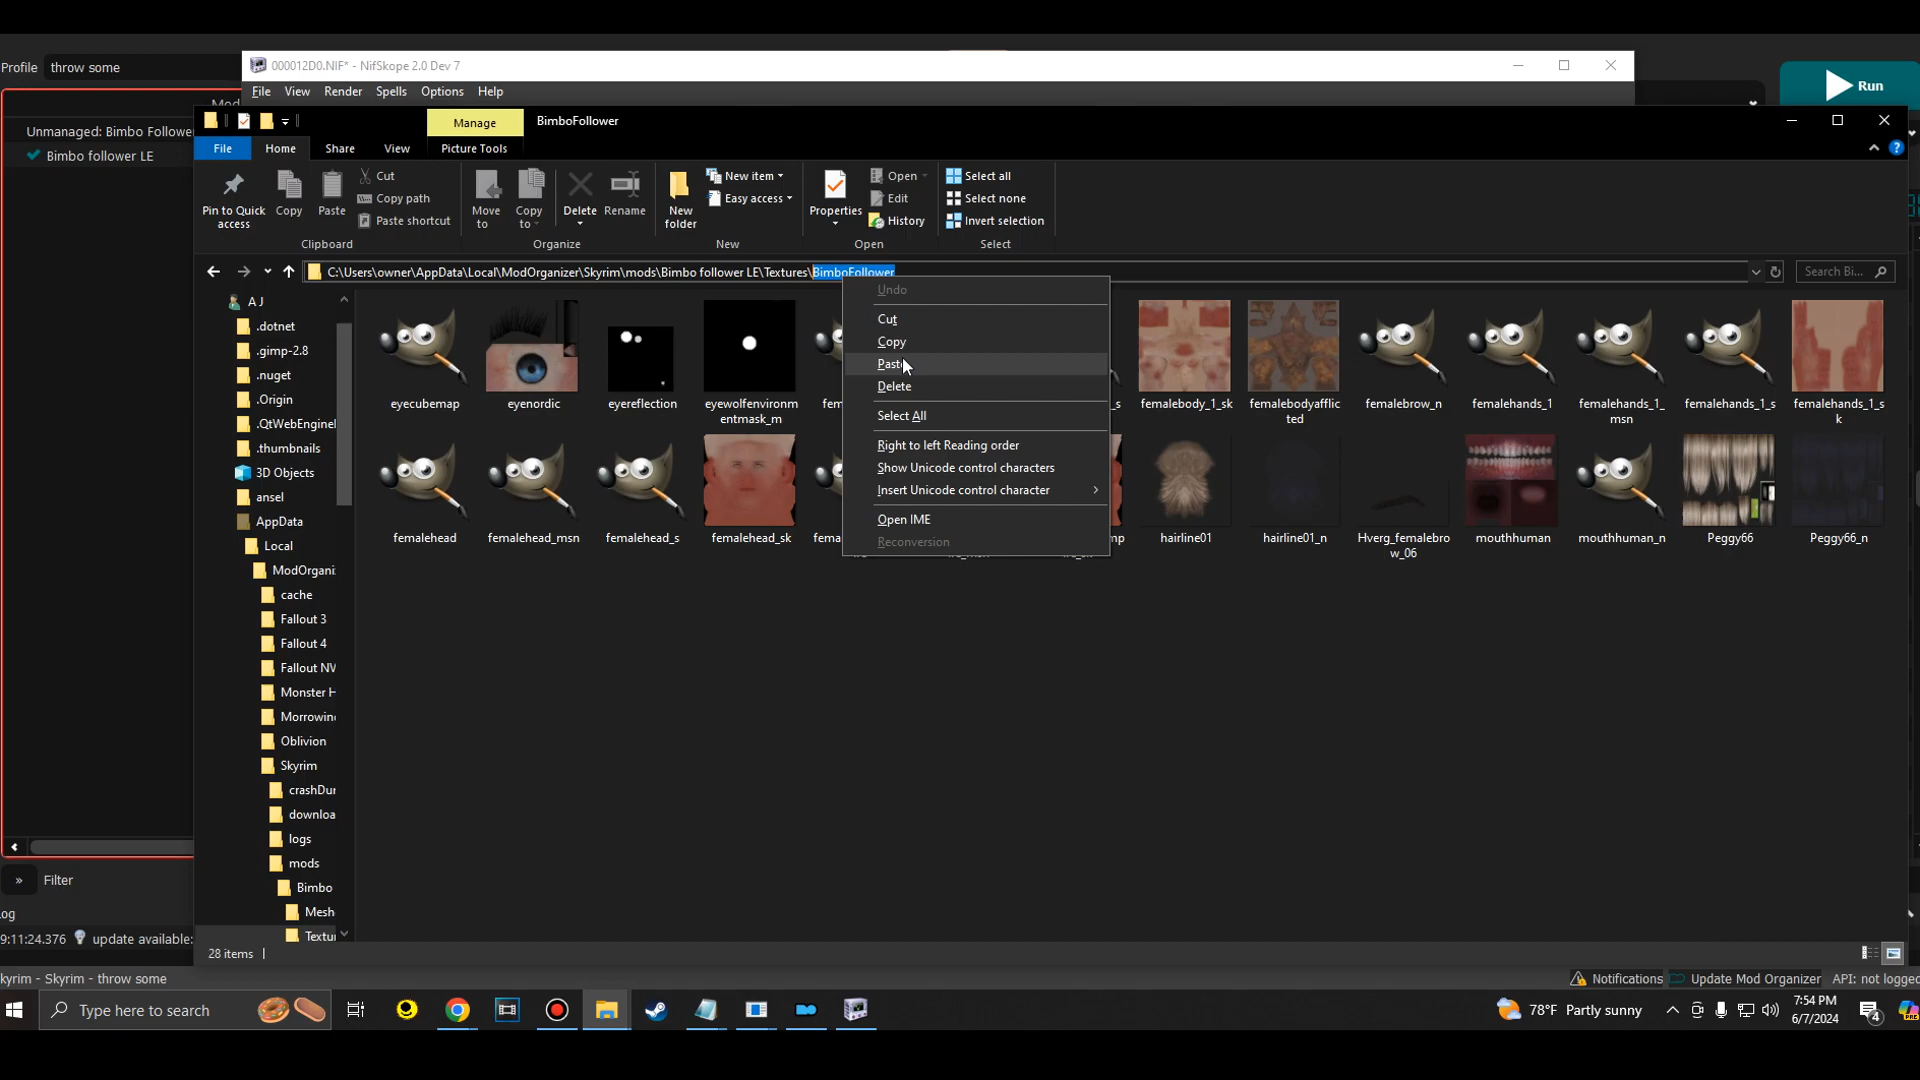 Profile
throw some
Unmanaged: Bimbo Follower
Bimbo follower LE
000012D0.NIF* - NifSkope 2.0 Dev 7
File View Render Spells Options Help
Run
Manage
BimboFollower
File Home Share View Picture Tools
Pin to Quick access
Copy
Paste
Cut
Copy path
Paste shortcut
Clipboard
Move to
Copy to
Delete
Rename
Organize
New folder
New item
Easy access
New
Properties
Open
Edit
History
Open
Select all
Select none
Invert selection
Select
C:\Users\owner\AppData\Local\ModOrganizer\Skyrim\mods\Bimbo follower LE\Textures\BimboFollower
Search Bi...
A J
.dotnet
.gimp-2.8
.nuget
.Origin
.QtWebEngine
.thumbnails
3D Objects
ansel
AppData
Local
ModOrgani
cache
Fallout 3
Fallout 4
Fallout NV
Monster H
Morrowin
Oblivion
Skyrim
crashDur
downloa
logs
mods
Bimbo
Mesh
Textu
eyecubemap
eyenordic
eyereflection
eyewolfenvironmentmask_m
femalebody_1_sk
femalebodyafflicted
femalebrow_n
femalehands_1
femalehands_1_msn
femalehands_1_s
femalehands_1_sk
femalehead
femalehead_msn
femalehead_s
femalehead_sk
hairline01
hairline01_n
Hverg_femalebrow_06
mouthhuman
mouthhuman_n
Peggy66
Peggy66_n
Undo
Cut
Copy
Paste
Delete
Select All
Right to left Reading order
Show Unicode control characters
Insert Unicode control character
Open IME
Reconversion
Filter
9:11:24.376
update available:
28 items
kyrim - Skyrim - throw some
Notifications
Update Mod Organizer
API: not logged
Type here to search
78°F Partly sunny
7:54 PM
6/7/2024
4